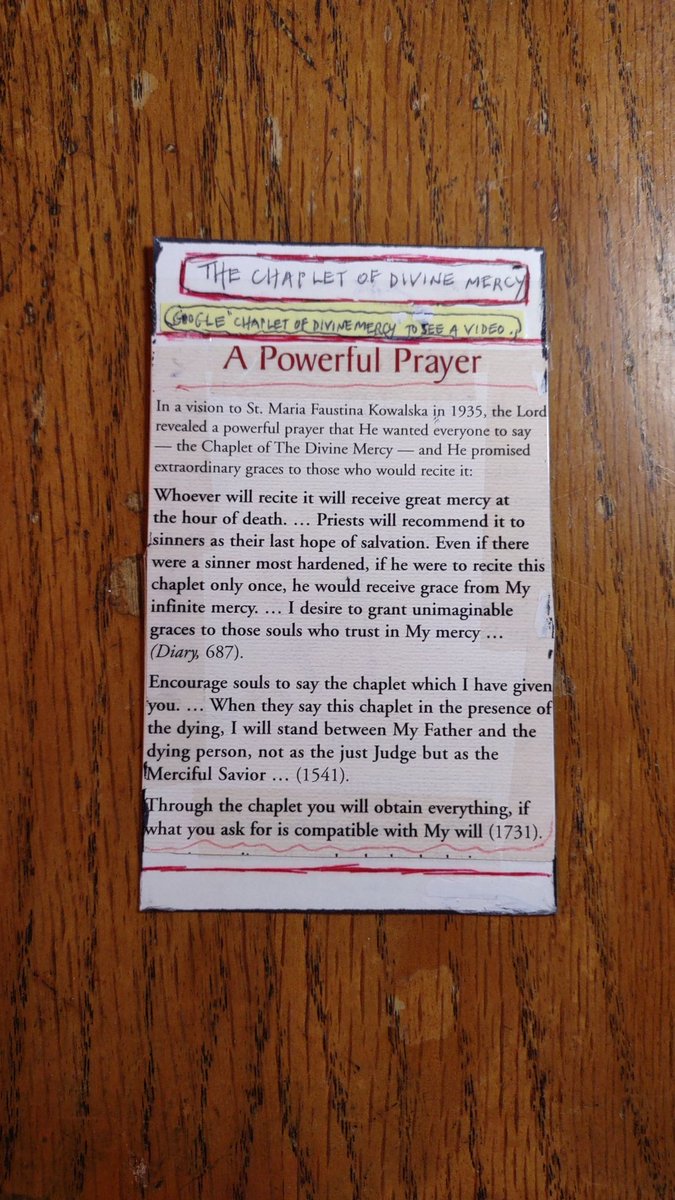 THE CHAPLET OF DIVINE MERCY
GOOGLE "CHAPLET OF DIVINE MERCY TO SEE A VIDEO.
A Powerful Prayer
In a vision to St. Maria Faustina Kowalska in 1935, the Lord
revealed a powerful prayer that He wanted everyone to say
— the Chaplet of The Divine Mercy — and He promised
extraordinary graces to those who would recite it:
Whoever will recite it will receive great mercy at
the hour of death. … Priests will recommend it to
sinners as their last hope of salvation. Even if there
were a sinner most hardened, if he were to recite this
chaplet only once, he would receive grace from My
infinite mercy. … I desire to grant unimaginable
graces to those souls who trust in My mercy …
(Diary, 687).
Encourage souls to say the chaplet which I have given
you. … When they say this chaplet in the presence of
the dying, I will stand between My Father and the
dying person, not as the just Judge but as the
Merciful Savior … (1541).
Through the chaplet you will obtain everything, if
what you ask for is compatible with My will (1731).